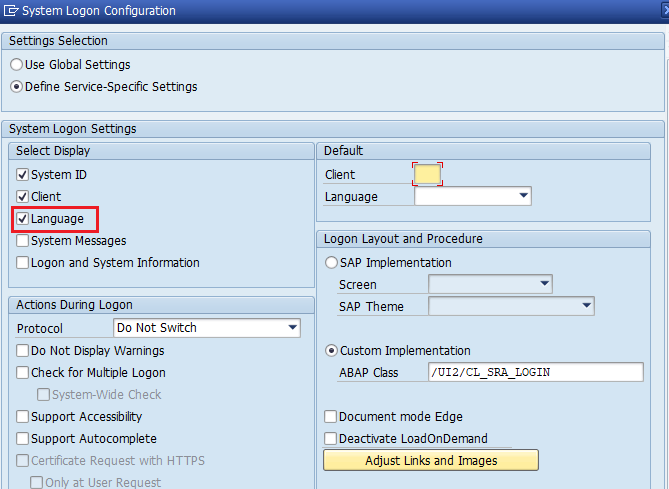 System Logon Configuration
Settings Selection
Use Global Settings
Define Service-Specific Settings
System Logon Settings
Select Display
System ID
Client
Language
System Messages
Logon and System Information
Actions During Logon
Protocol Do Not Switch
Do Not Display Warnings
Check for Multiple Logon
System-Wide Check
Support Accessibility
Support Autocomplete
Certificate Request with HTTPS
Only at User Request
Default
Client
Language
Logon Layout and Procedure
SAP Implementation
Screen
SAP Theme
Custom Implementation
ABAP Class /UI2/CL_SRA_LOGIN
Document mode Edge
Deactivate LoadOnDemand
Adjust Links and Images